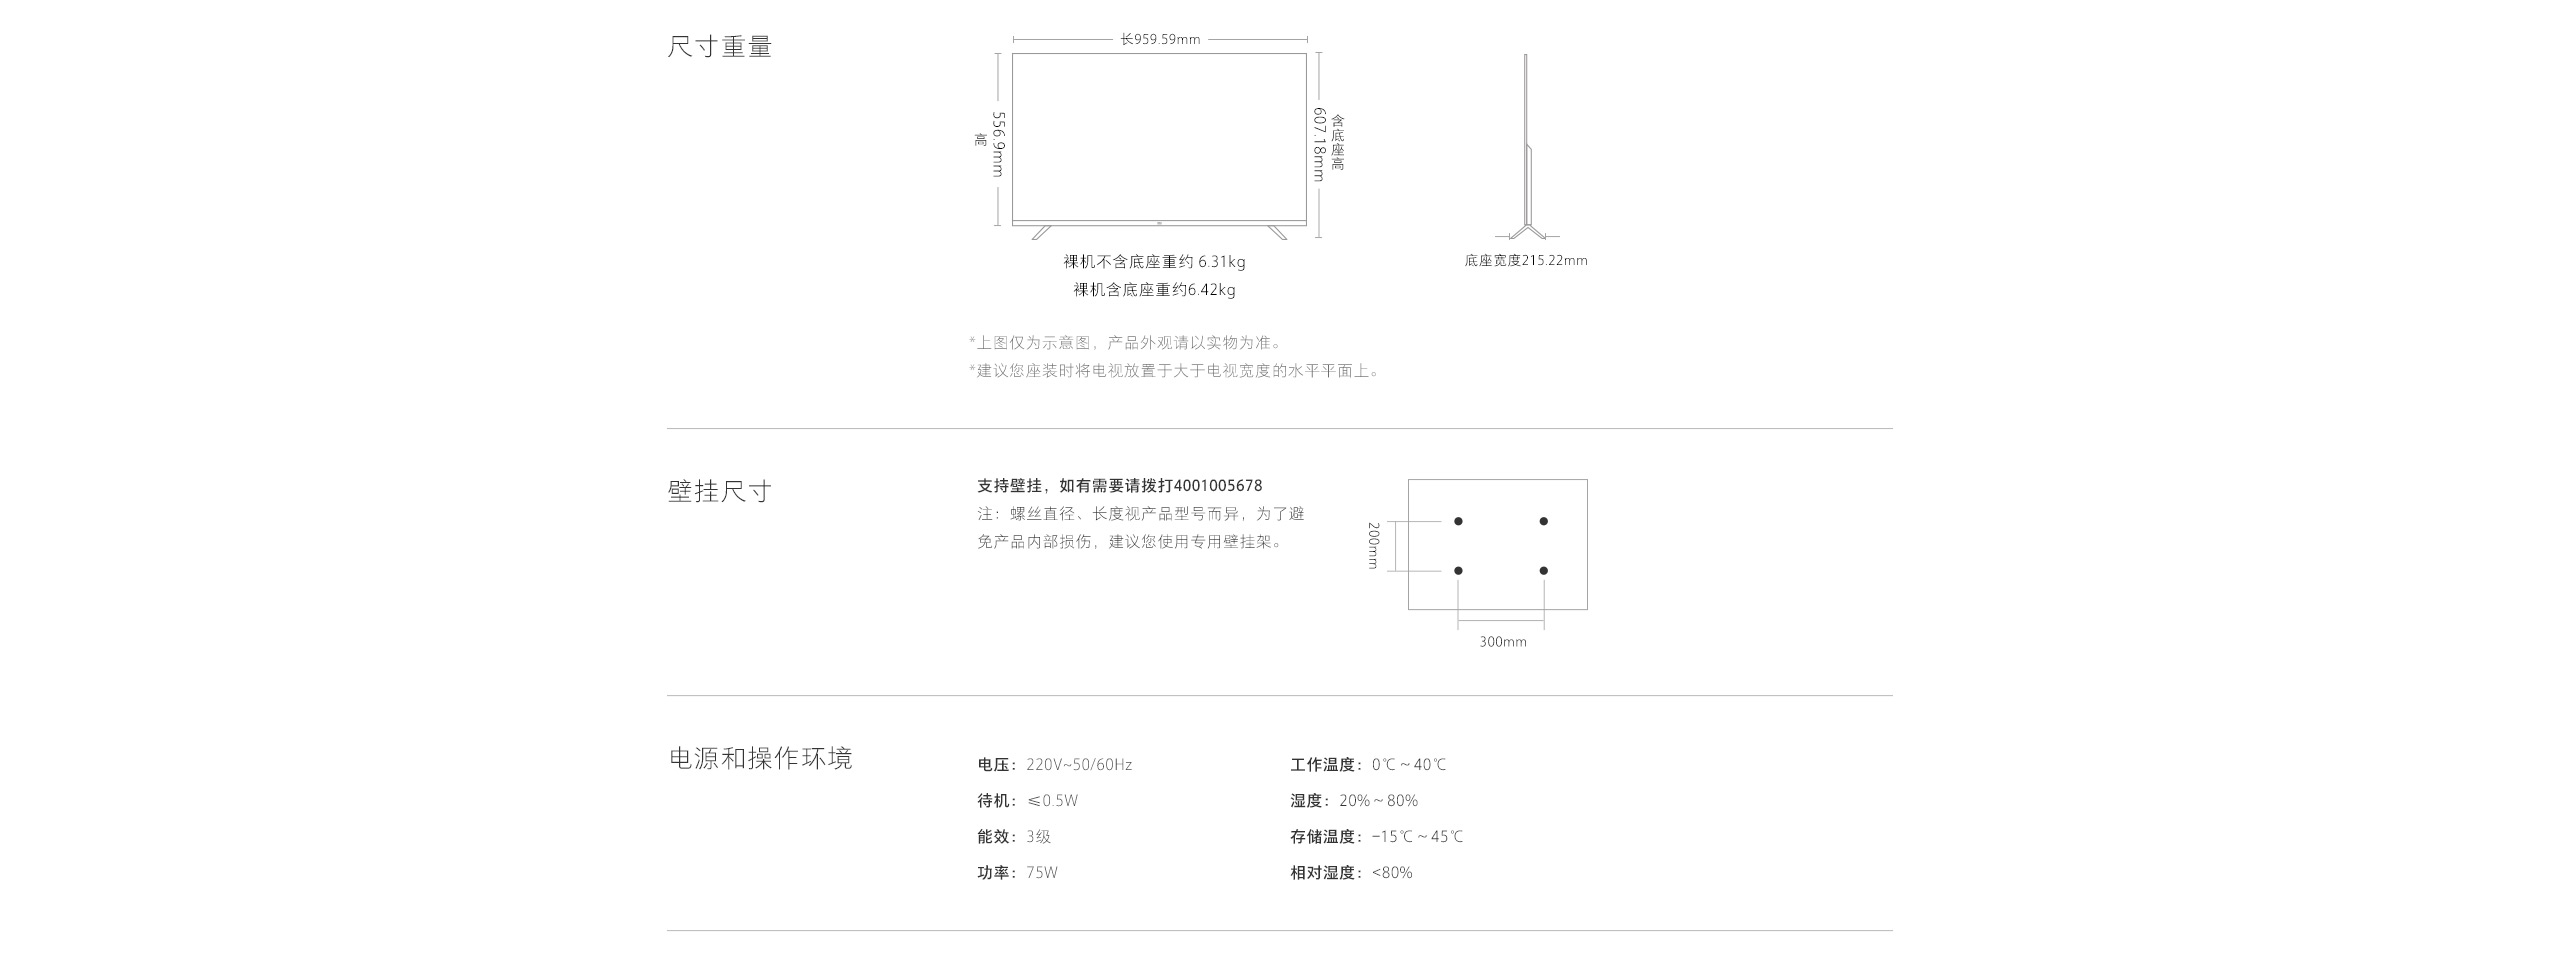 尺寸重量
长959.59mm
高
556.9mm
607.18mm
含底座高
裸机不含底座重约 6.31kg
裸机含底座重约6.42kg
底座宽度215.22mm
*上图仅为示意图，产品外观请以实物为准。
*建议您座装时将电视放置于大于电视宽度的水平平面上。
壁挂尺寸
支持壁挂，如有需要请拨打4001005678
注：螺丝直径、长度视产品型号而异，为了避
免产品内部损伤，建议您使用专用壁挂架。
200mm
300mm
电源和操作环境
电压：220V~50/60Hz
待机：≤0.5W
能效：3级
功率：75W
工作温度：0℃～40℃
湿度：20%～80%
存储温度：-15℃～45℃
相对湿度：<80%